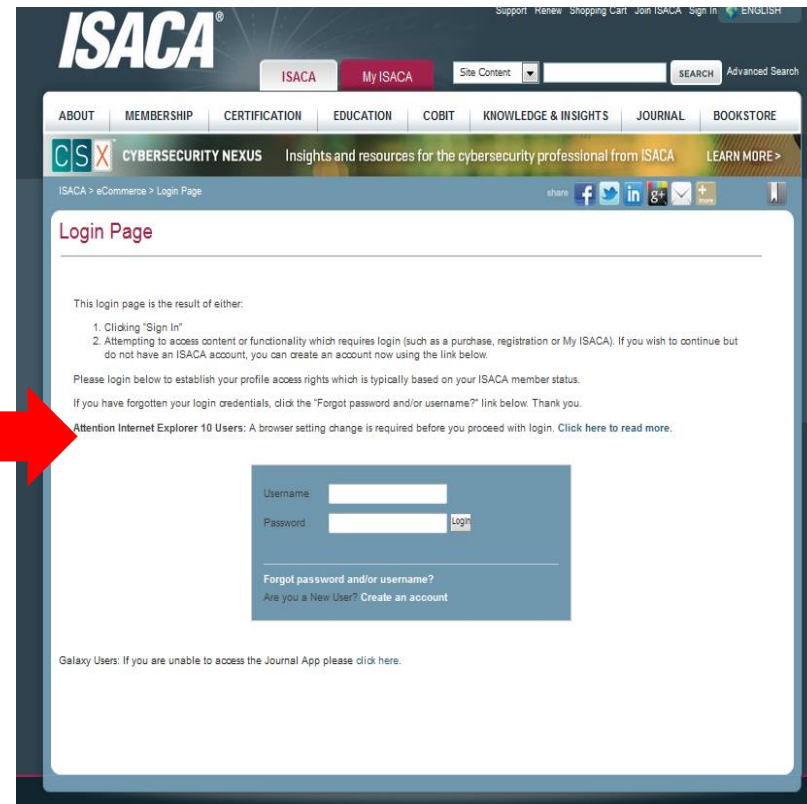 Support Renew Shopping Cart Join ISACA Sign In ENGLISH
ISACA®
ISACA My ISACA Site Content SEARCH Advanced Search
ABOUT MEMBERSHIP CERTIFICATION EDUCATION COBIT KNOWLEDGE & INSIGHTS JOURNAL BOOKSTORE
CSX CYBERSECURITY NEXUS Insights and resources for the cybersecurity professional from ISACA LEARN MORE >
ISACA > eCommerce > Login Page share f in g+ + more
Login Page
This login page is the result of either:
1. Clicking "Sign In"
2. Attempting to access content or functionality which requires login (such as a purchase, registration or My ISACA). If you wish to continue but
do not have an ISACA account, you can create an account now using the link below.
Please login below to establish your profile access rights which is typically based on your ISACA member status.
If you have forgotten your login credentials, click the "Forgot password and/or username?" link below. Thank you.
Attention Internet Explorer 10 Users: A browser setting change is required before you proceed with login. Click here to read more.
Username
Password Login
Forgot password and/or username?
Are you a New User? Create an account
Galaxy Users: If you are unable to access the Journal App please click here.